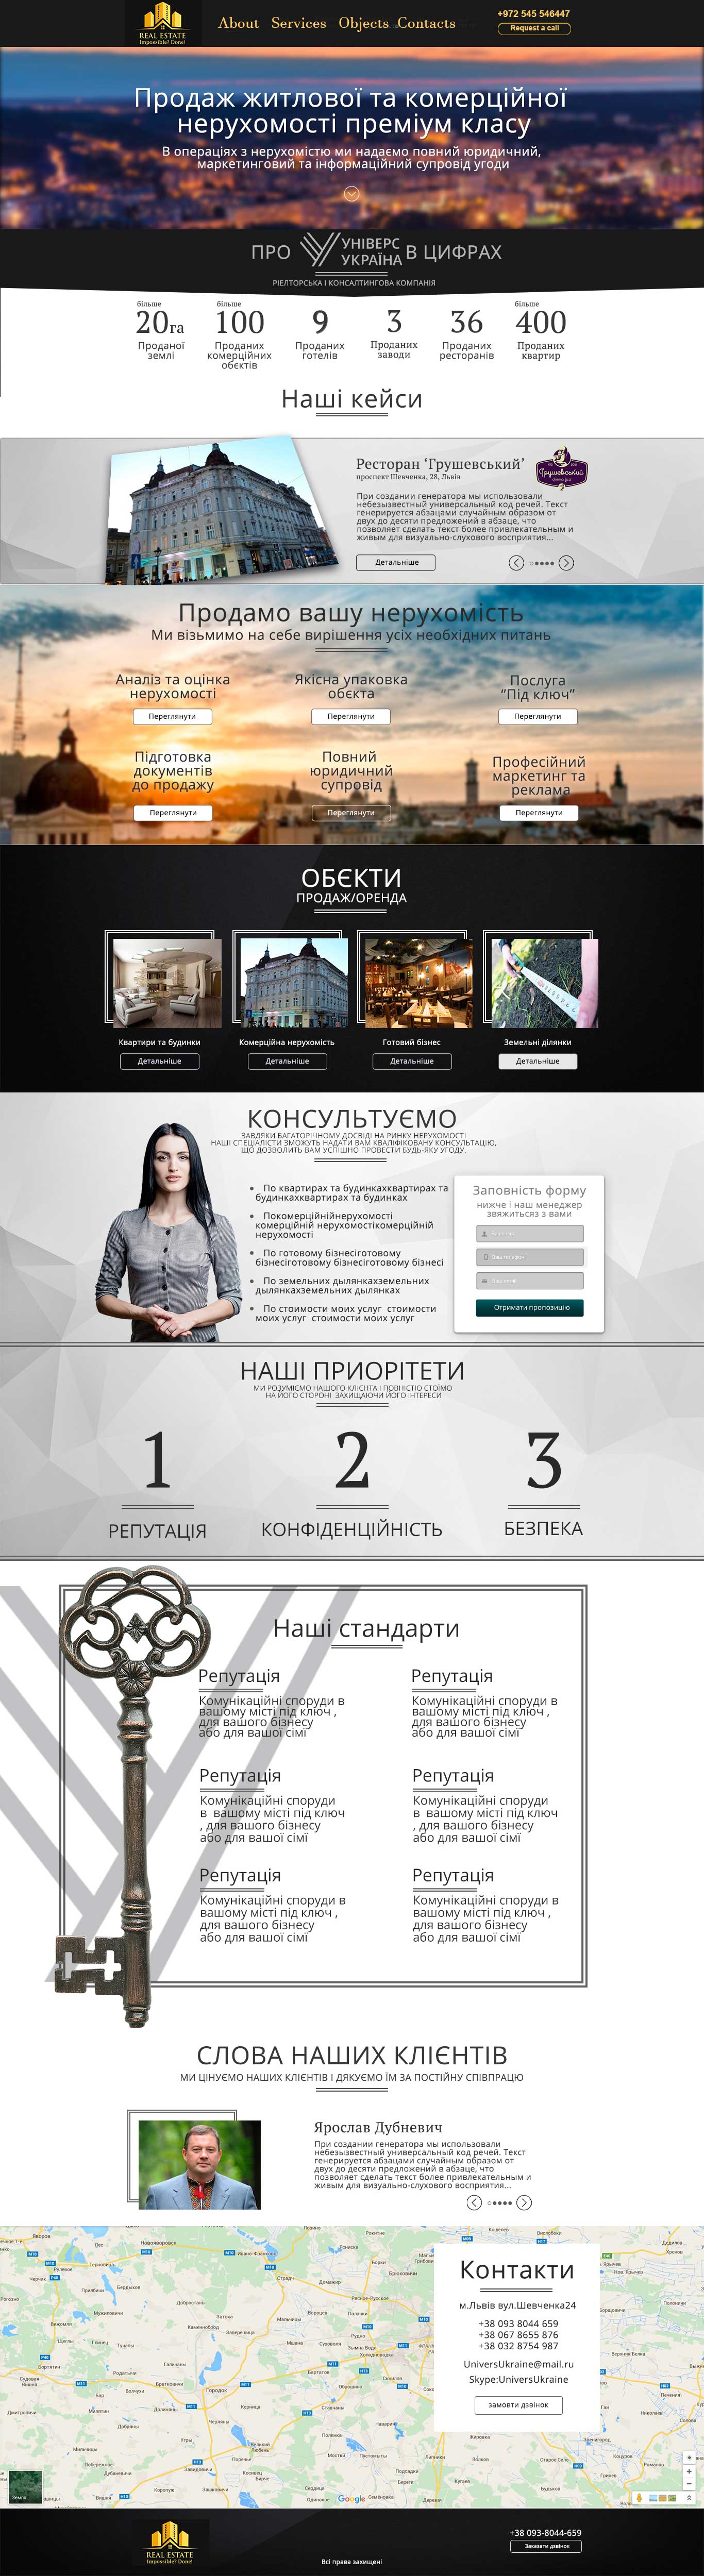 REAL ESTATE
Impossible? Done!
About Services Objects Contacts
+972 545 546447
Request a call
Продаж житлової та комерційної
нерухомості преміум класу
В операціях з нерухомістю ми надаємо повний юридичний,
маркетинговий та інформаційний супровід угоди
ПРО УНІВЕРС УКРАЇНА В ЦИФРАХ
РІЕЛТОРСЬКА І КОНСАЛТИНГОВА КОМПАНІЯ
більше
20га
Проданої
землі
більше
100
Проданих
комерційних
обєктів
9
Проданих
готелів
3
Проданих
заводи
36
Проданих
ресторанів
більше
400
Проданих
квартир
Наші кейси
Ресторан ‘Грушевський’
проспект Шевченка, 28, Львів
Грушевський
При создании генератора мы использовали
небезызвестный универсальный код речей. Текст
генерируется абзацами случайным образом от
двух до десяти предложений в абзаце, что
позволяет сделать текст более привлекательным и
живым для визуально-слухового восприятия...
Детальніше
Продамо вашу нерухомість
Ми візьмимо на себе вирішення усіх необхідних питань
Аналіз та оцінка
нерухомості
Переглянути
Якісна упаковка
обєкта
Переглянути
Послуга
“Під ключ”
Переглянути
Підготовка
документів
до продажу
Переглянути
Повний
юридичний
супровід
Переглянути
Професійний
маркетинг та
реклама
Переглянути
ОБЄКТИ
ПРОДАЖ/ОРЕНДА
Квартири та будинки
Детальніше
Комерційна нерухомість
Детальніше
Готовий бізнес
Детальніше
Земельні ділянки
Детальніше
КОНСУЛЬТУЄМО
ЗАВДЯКИ БАГАТОРІЧНОМУ ДОСВІДІ НА РИНКУ НЕРУХОМОСТІ
НАШІ СПЕЦІАЛІСТИ ЗМОЖУТЬ НАДАТИ ВАМ КВАЛІФІКОВАНУ КОНСУЛЬТАЦІЮ,
ЩО ДОЗВОЛИТЬ ВАМ УСПІШНО ПРОВЕСТИ БУДЬ-ЯКУ УГОДУ.
По квартирах та будинкахквартирах та
будинкахквартирах та будинках
Покомерційнійнерухомості
комерційній нерухомостікомерційній
нерухомості
По готовому бізнесіготовому
бізнесіготовому бізнесіготовому бізнесі
По земельних дылянкахземельних
дылянкахземельних дылянках
По стоимости моих услуг стоимости
моих услуг стоимости моих услуг
Заповність форму
нижче і наш менеджер
звяжиться з вами
Отримати пропозицію
НАШІ ПРИОРІТЕТИ
МИ РОЗУМІЄМО НАШОГО КЛІЄНТА І ПОВНІСТЮ СТОЇМО
НА ЙОГО СТОРОНІ ЗАХИЩАЮЧИ ЙОГО ІНТЕРЕСИ
1
РЕПУТАЦІЯ
2
КОНФІДЕНЦІЙНІСТЬ
3
БЕЗПЕКА
Наші стандарти
Репутація
Комунікаційні споруди в
вашому місті під ключ ,
для вашого бізнесу
або для вашої сімї
Репутація
Комунікаційні споруди в
вашому місті під ключ ,
для вашого бізнесу
або для вашої сімї
Репутація
Комунікаційні споруди
в вашому місті під ключ
, для вашого бізнесу
або для вашої сімї
Репутація
Комунікаційні споруди
в вашому місті під ключ
, для вашого бізнесу
або для вашої сімї
Репутація
Комунікаційні споруди в
вашому місті під ключ ,
для вашого бізнесу
або для вашої сімї
Репутація
Комунікаційні споруди в
вашому місті під ключ ,
для вашого бізнесу
або для вашої сімї
СЛОВА НАШИХ КЛІЄНТІВ
МИ ЦІНУЄМО НАШИХ КЛІЄНТІВ І ДЯКУЄМО ЇМ ЗА ПОСТІЙНУ СПІВПРАЦЮ
Ярослав Дубневич
При создании генератора мы использовали
небезызвестный универсальный код речей. Текст
генерируется абзацами случайным образом от
двух до десяти предложений в абзаце, что
позволяет сделать текст более привлекательным и
живым для визуально-слухового восприятия...
Контакти
м.Львів вул.Шевченка24
+38 093 8044 659
+38 067 8655 876
+38 032 8754 987
UniversUkraine@mail.ru
Skype:UniversUkraine
замовти дзвінок
Яворов
Новояворовск
Городок
Пустомыты
Земля
Google
REAL ESTATE
Impossible? Done!
Всі права захищені
+38 093-8044-659
Заказати дзвінок